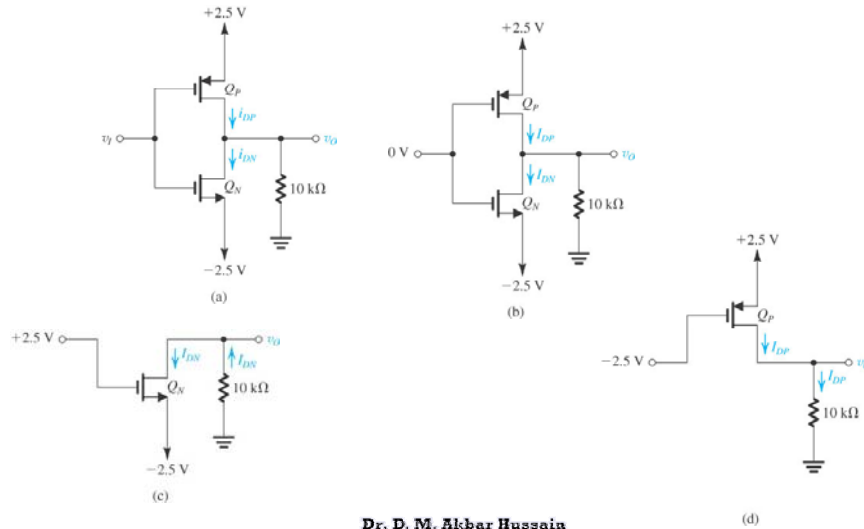 +2.5 V
Q_P
i_DP
v_I
v_O
i_DN
Q_N
10 kΩ
−2.5 V
(a)
+2.5 V
Q_P
I_DP
0 V
v_O
I_DN
Q_N
10 kΩ
−2.5 V
(b)
+2.5 V
v_O
I_DN
I_DN
Q_N
10 kΩ
−2.5 V
(c)
+2.5 V
Q_P
I_DP
−2.5 V
I_DP
10 kΩ
(d)
Dr. D. M. Akbar Hussain